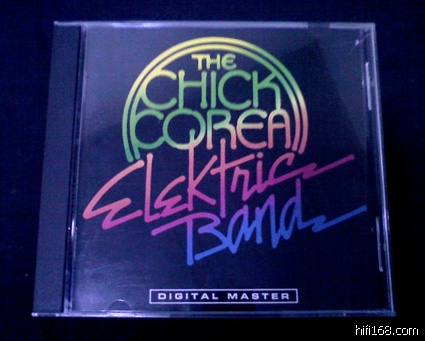 THE
CHICK
COREA
Elektric
Band
DIGITAL MASTER
hifi168.com